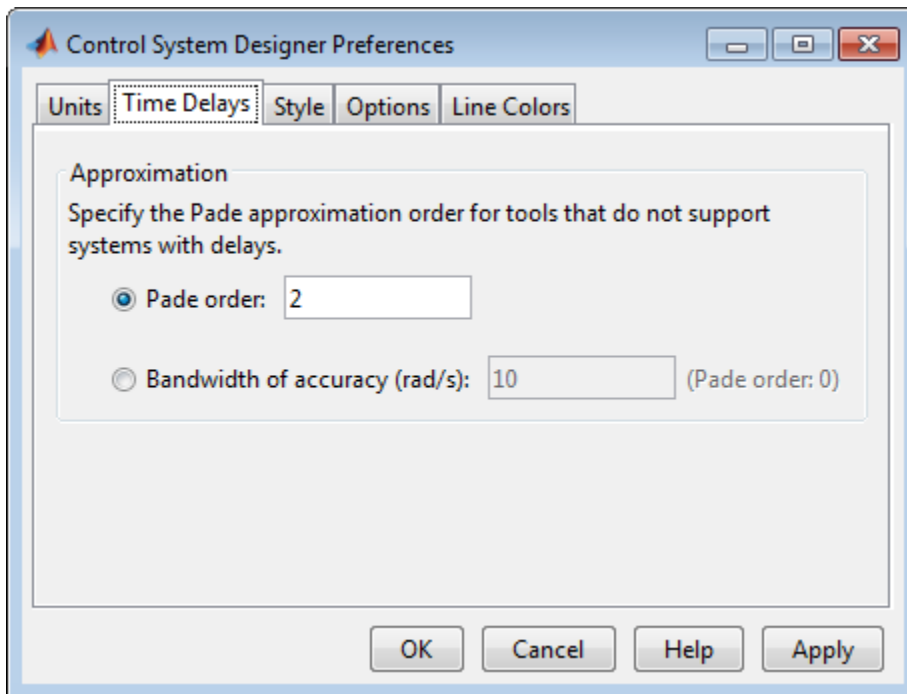 Control System Designer Preferences
Units Time Delays Style Options Line Colors
Approximation
Specify the Pade approximation order for tools that do not support
systems with delays.
Pade order: 2
Bandwidth of accuracy (rad/s): 10 (Pade order: 0)
OK Cancel Help Apply